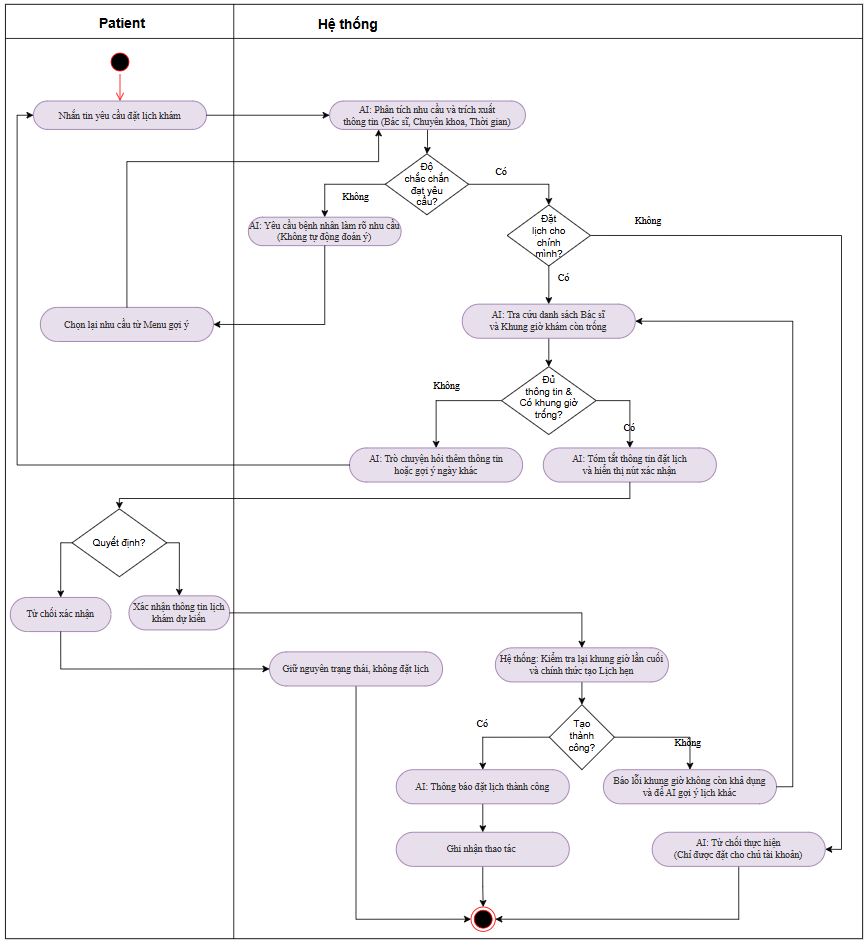 Patient
Hệ thống
Nhắn tin yêu cầu đặt lịch khám
AI: Phân tích nhu cầu và trích xuất
thông tin (Bác sĩ, Chuyên khoa, Thời gian)
Độ
chắc chắn
đạt yêu
cầu?
Không
Có
AI: Yêu cầu bệnh nhân làm rõ nhu cầu
(Không tự động đoán ý)
Đặt
lịch cho
chính
mình?
Không
Có
Chọn lại nhu cầu từ Menu gợi ý
AI: Tra cứu danh sách Bác sĩ
và Khung giờ khám còn trống
Đủ
thông tin &
Có khung giờ
trống?
Không
Có
AI: Trò chuyện hỏi thêm thông tin
hoặc gợi ý ngày khác
AI: Tóm tắt thông tin đặt lịch
và hiển thị nút xác nhận
Quyết định?
Từ chối xác nhận
Xác nhận thông tin lịch
khám dự kiến
Giữ nguyên trạng thái, không đặt lịch
Hệ thống: Kiểm tra lại khung giờ lần cuối
và chính thức tạo Lịch hẹn
Tạo
thành
công?
Có
Không
AI: Thông báo đặt lịch thành công
Báo lỗi khung giờ không còn khả dụng
và để AI gợi ý lịch khác
Ghi nhận thao tác
AI: Từ chối thực hiện
(Chỉ được đặt cho chủ tài khoản)